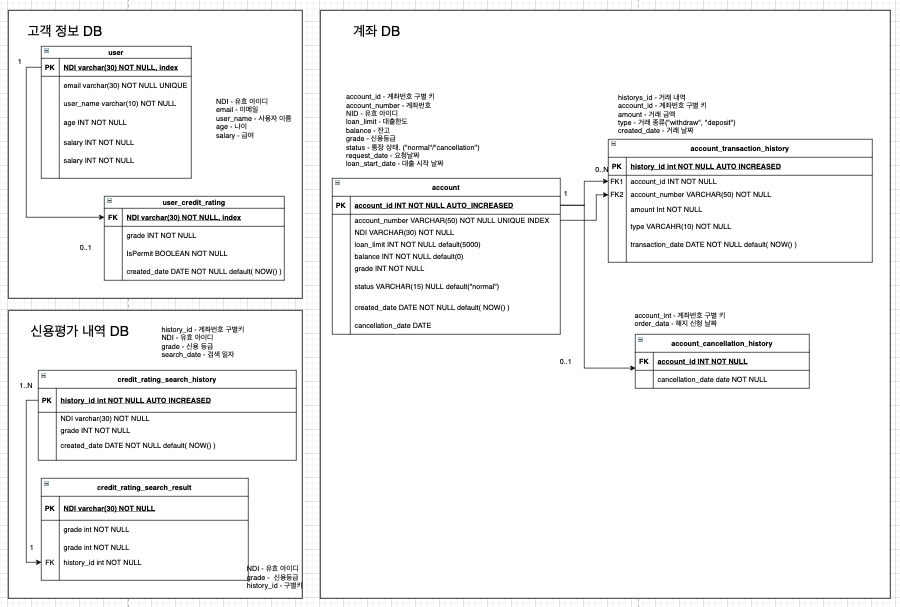 고객 정보 DB
user
1
PK
NDI varchar(30) NOT NULL, index
email varchar(30) NOT NULL UNIQUE
user_name varchar(10) NOT NULL
age INT NOT NULL
salary INT NOT NULL
salary INT NOT NULL
NDI - 유효 아이디
email - 이메일
user_name - 사용자 이름
age - 나이
salary - 급여
user_credit_rating
FK
NDI varchar(30) NOT NULL, index
0..1
grade INT NOT NULL
IsPermit BOOLEAN NOT NULL
created_date DATE NOT NULL default( NOW() )
신용평가 내역 DB
history_id - 계좌번호 구별키
NDI - 유효 아이디
grade - 신용 등급
search_date - 검색 일자
1..N
credit_rating_search_history
PK
history_id int NOT NULL AUTO INCREASED
NDI varchar(30) NOT NULL
grade INT NOT NULL
created_date DATE NOT NULL default( NOW() )
credit_rating_search_result
PK
NDI varchar(30) NOT NULL
grade int NOT NULL
grade int NOT NULL
1
FK
history_id int NOT NULL
NDI - 유효 아이디
grade - 신용등급
history_id - 구별키
계좌 DB
account_id - 계좌번호 구별 키
account_number - 계좌번호
NID - 유효 아이디
loan_limit - 대출한도
balance - 잔고
grade - 신용등급
status - 통장 상태. ("normal"/"cancellation")
request_date - 요청날짜
loan_start_date - 대출 시작 날짜
account
1
PK
account_id INT NOT NULL AUTO_INCREASED
account_number VARCHAR(50) NOT NULL UNIQUE INDEX
NDI VARCHAR(30) NOT NULL
loan_limit INT NOT NULL default(5000)
balance INT NOT NULL default(0)
grade INT NOT NULL
status VARCHAR(15) NULL default("normal")
created_date DATE NOT NULL default( NOW() )
cancellation_date DATE
historys_id - 거래 내역
account_id - 계좌번호 구별 키
amount - 거래 금액
type - 거래 종류("withdraw", "deposit")
created_date - 거래 날짜
account_transaction_history
0..N
PK
history_id int NOT NULL AUTO INCREASED
FK1
account_id INT NOT NULL
FK2
account_number VARCHAR(50) NOT NULL
amount Int NOT NULL
type VARCAHR(10) NOT NULL
transaction_date DATE NOT NULL default( NOW() )
account_int - 계좌번호 구별 키
order_data - 해지 신청 날짜
account_cancellation_history
0..1
FK
account_id INT NOT NULL
cancellation_date date NOT NULL